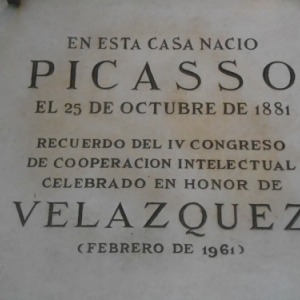 EN ESTA CASA NACIO
PICASSO
EL 25 DE OCTUBRE DE 1881
RECUERDO DEL IV CONGRESO
DE COOPERACION INTELECTUAL
CELEBRADO EN HONOR DE
VELAZQUEZ
(FEBRERO DE 1961)